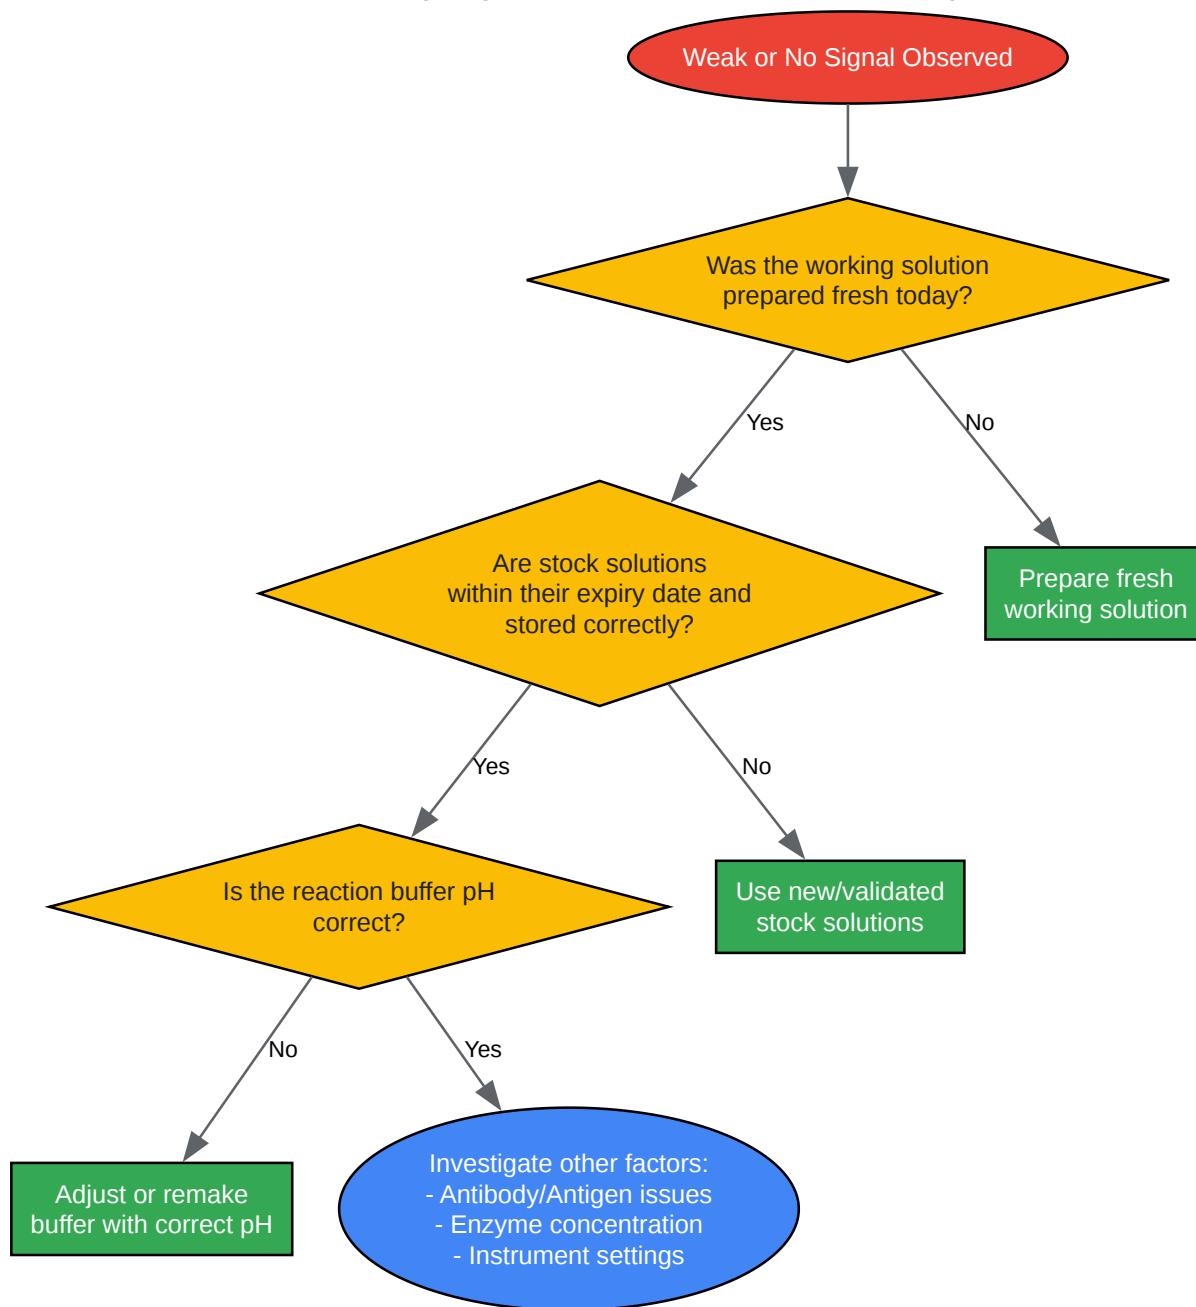 Weak or No Signal Observed
Was the working solution
prepared fresh today?
Yes
No
Are stock solutions
within their expiry date and
stored correctly?
Prepare fresh
working solution
Yes
No
Is the reaction buffer pH
correct?
Use new/validated
stock solutions
No
Yes
Adjust or remake
buffer with correct pH
Investigate other factors:
- Antibody/Antigen issues
- Enzyme concentration
- Instrument settings